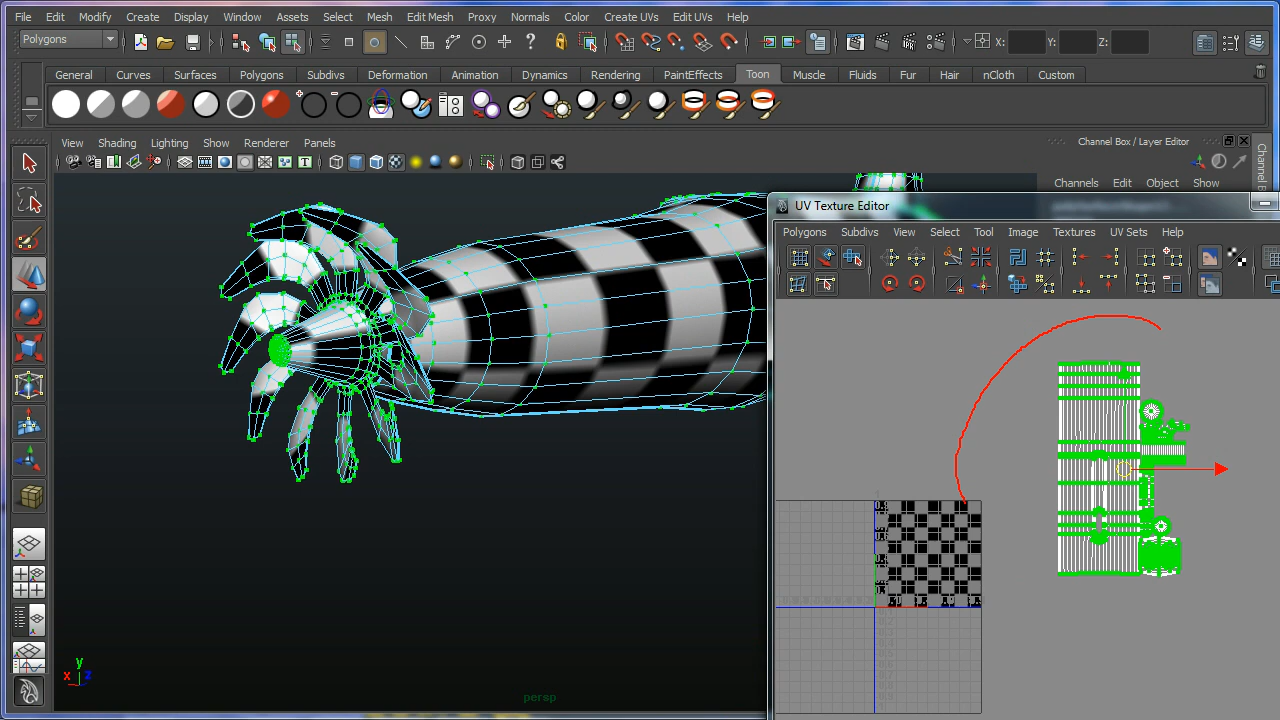 File Edit Modify Create Display Window Assets Select Mesh Edit Mesh Proxy Normals Color Create UVs Edit UVs Help
Polygons X: Y: Z:
General Curves Surfaces Polygons Subdivs Deformation Animation Dynamics Rendering PaintEffects Toon Muscle Fluids Fur Hair nCloth Custom
View Shading Lighting Show Renderer Panels
Channel Box / Layer Editor
Channels Edit Object Show
UV Texture Editor
Polygons Subdivs View Select Tool Image Textures UV Sets Help
y
x z
persp